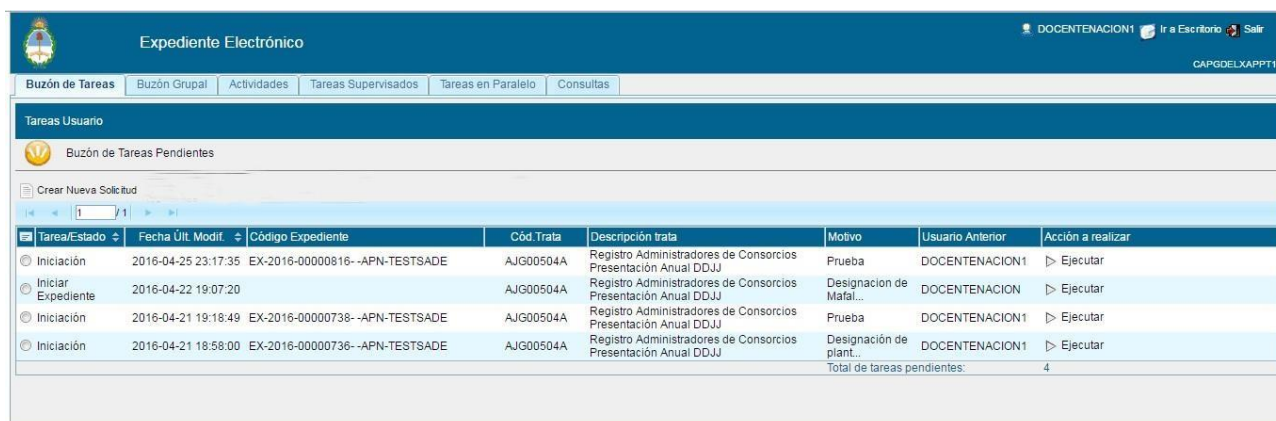 Expediente Electrónico
DOCENTENACION1 Ir a Escritorio Salir
CAPGDELXAPPT1
Buzón de Tareas Buzón Grupal Actividades Tareas Supervisados Tareas en Paralelo Consultas
Tareas Usuario
Buzón de Tareas Pendientes
Crear Nueva Solicitud
1 / 1
Tarea/Estado Fecha Últ. Modif. Código Expediente Cód.Trata Descripción trata Motivo Usuario Anterior Acción a realizar
Iniciación 2016-04-25 23:17:35 EX-2016-00000816- -APN-TESTSADE AJG00504A Registro Administradores de Consorcios Presentación Anual DDJJ Prueba DOCENTENACION1 Ejecutar
Iniciar Expediente 2016-04-22 19:07:20 AJG00504A Registro Administradores de Consorcios Presentación Anual DDJJ Designacion de Mafal... DOCENTENACION Ejecutar
Iniciación 2016-04-21 19:18:49 EX-2016-00000738- -APN-TESTSADE AJG00504A Registro Administradores de Consorcios Presentación Anual DDJJ Prueba DOCENTENACION1 Ejecutar
Iniciación 2016-04-21 18:58:00 EX-2016-00000736- -APN-TESTSADE AJG00504A Registro Administradores de Consorcios Presentación Anual DDJJ Designación de plant... DOCENTENACION1 Ejecutar
Total de tareas pendientes: 4